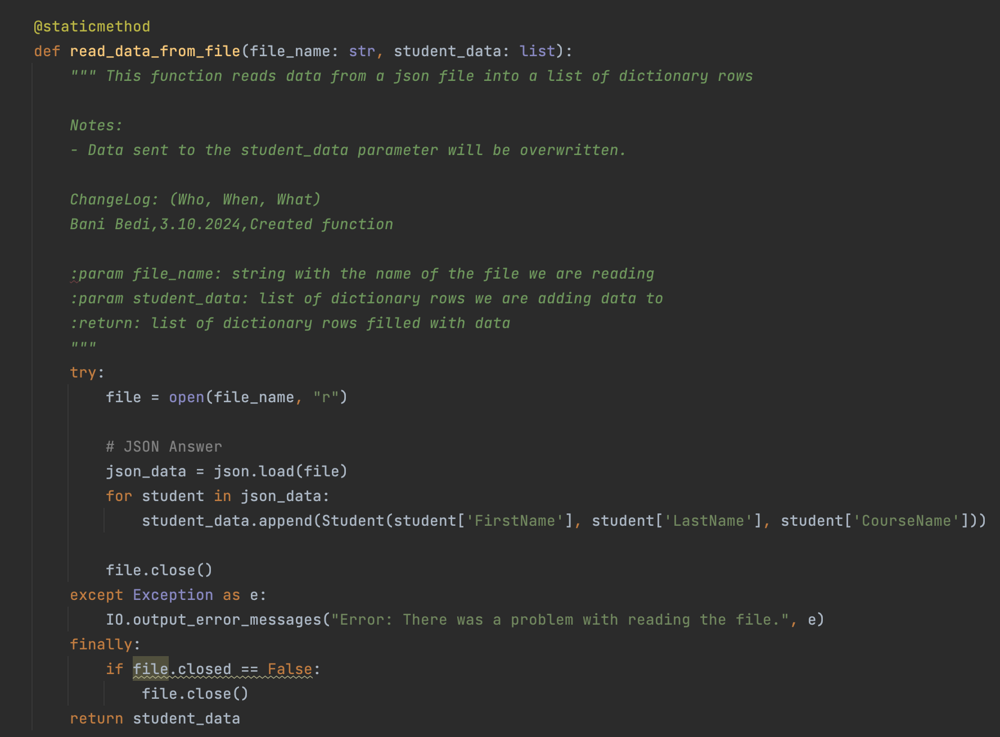 @staticmethod
def read_data_from_file(file_name: str, student_data: list):
    """ This function reads data from a json file into a list of dictionary rows

    Notes:
    - Data sent to the student_data parameter will be overwritten.

    ChangeLog: (Who, When, What)
    Bani Bedi,3.10.2024,Created function

    :param file_name: string with the name of the file we are reading
    :param student_data: list of dictionary rows we are adding data to
    :return: list of dictionary rows filled with data
    """
    try:
        file = open(file_name, "r")

        # JSON Answer
        json_data = json.load(file)
        for student in json_data:
            student_data.append(Student(student['FirstName'], student['LastName'], student['CourseName']))

        file.close()
    except Exception as e:
        IO.output_error_messages("Error: There was a problem with reading the file.", e)
    finally:
        if file.closed == False:
            file.close()
    return student_data